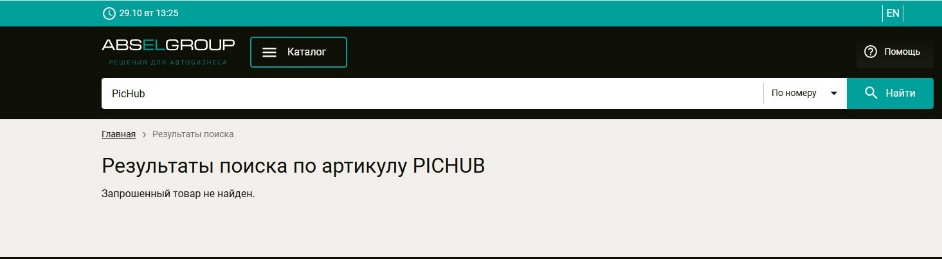 29.10 вт 13:25
EN
ABSELGROUP
РЕШЕНИЯ ДЛЯ АВТОБИЗНЕСА
Каталог
Помощь
PicHub
По номеру
Найти
Главная > Результаты поиска
Результаты поиска по артикулу PICHUB
Запрошенный товар не найден.